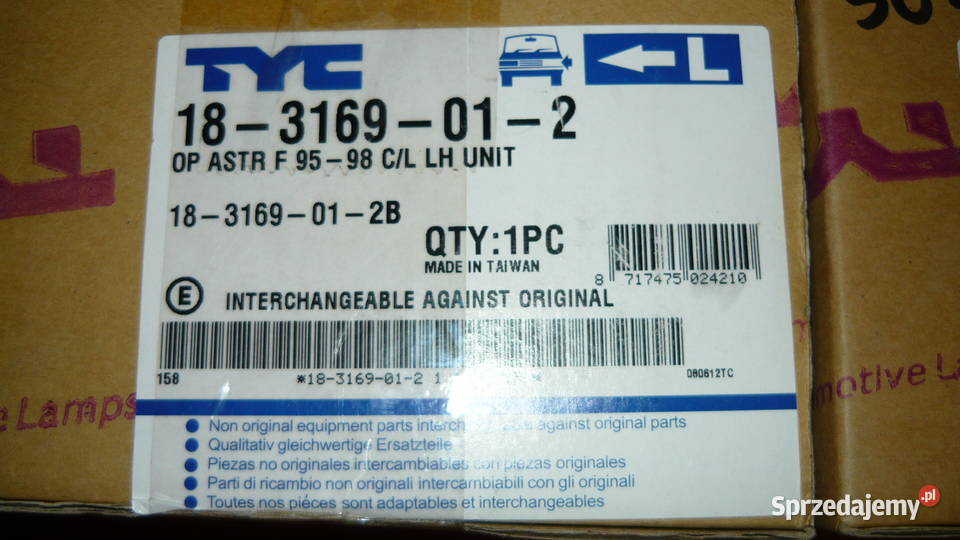 TYC
L
18-3169-01-2
OP ASTR F 95-98 C/L LH UNIT
18-3169-01-2B
QTY:1PC
MADE IN TAIWAN
8 717475 024210
E INTERCHANGEABLE AGAINST ORIGINAL
158 *18-3169-01-2 080612TC
e Lamps
motive Lam
Non original equipment parts against original parts
Qualitativ gleichwertige Ersatzteile
Piezas no originales intercambiables con piezas originales
Parti di ricambio non originali intercambiabili con gli originali
Toutes nos piéces sont adaptables et interchangeables
Sprzedajemy.pl